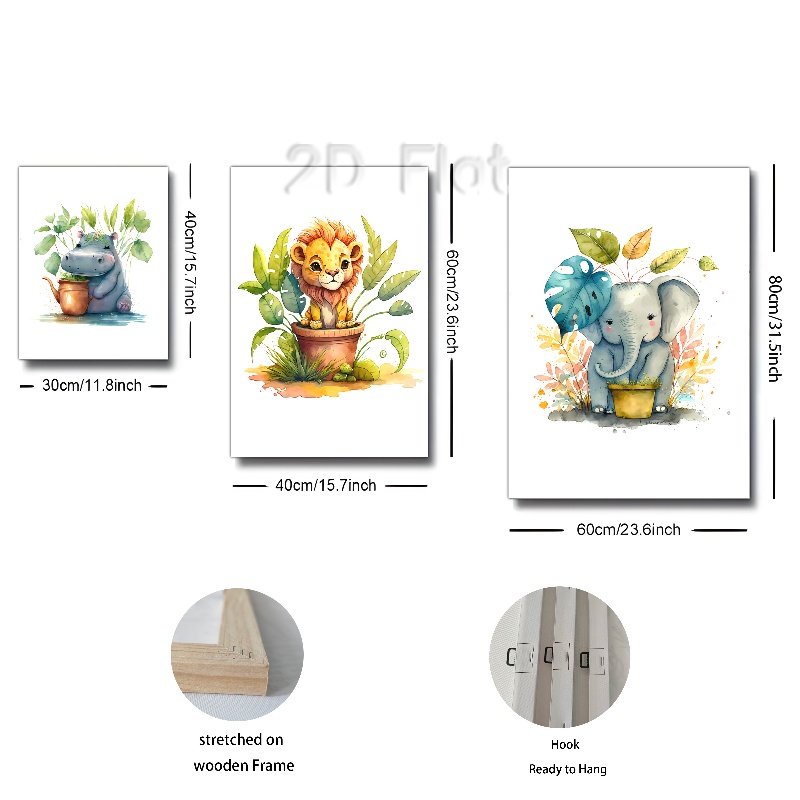 2D Flat
40cm/15.7inch
30cm/11.8inch
60cm/23.6inch
40cm/15.7inch
80cm/31.5inch
60cm/23.6inch
stretched on
wooden Frame
Hook
Ready to Hang